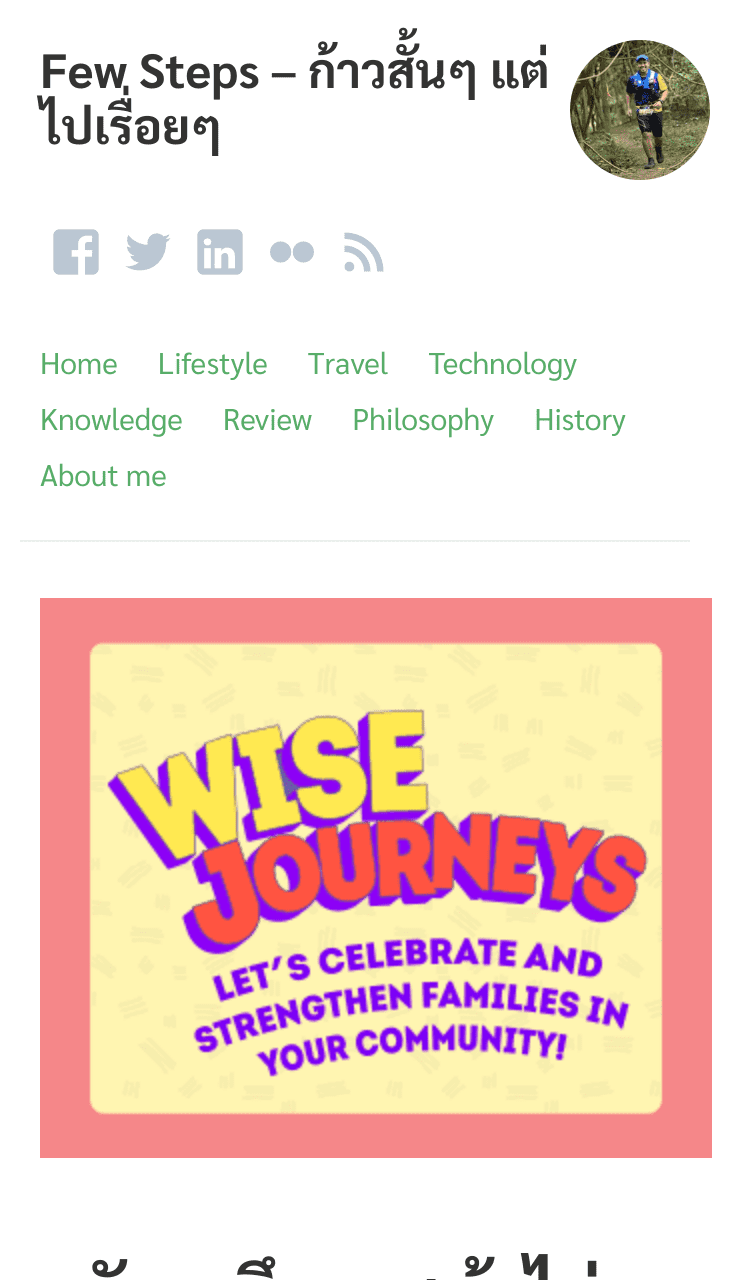 Few Steps – ก้าวสั้นๆ แต่
ไปเรื่อยๆ
Home Lifestyle Travel Technology
Knowledge Review Philosophy History
About me
WISE
JOURNEYS
LET'S CELEBRATE AND
STRENGTHEN FAMILIES IN
YOUR COMMUNITY!